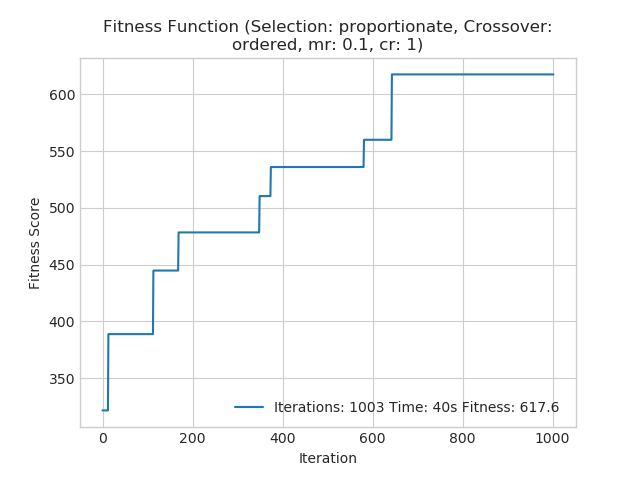 Fitness Function (Selection: proportionate, Crossover:
ordered, mr: 0.1, cr: 1)
Fitness Score
600
550
500
450
400
350
Iterations: 1003 Time: 40s Fitness: 617.6
0 200 400 600 800 1000
Iteration